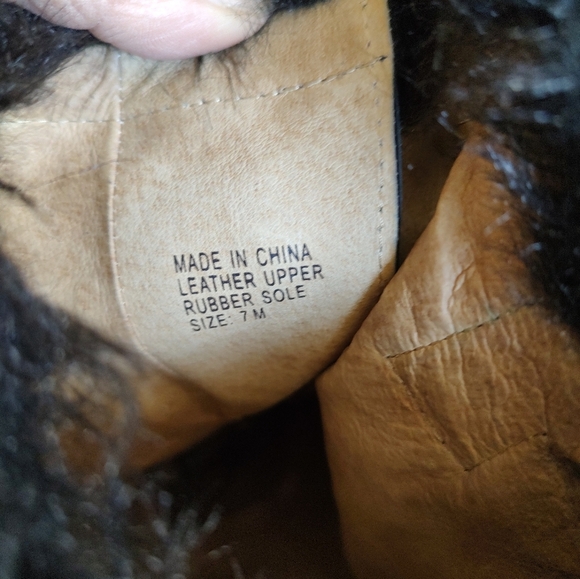 MADE IN CHINA
LEATHER UPPER
RUBBER SOLE
SIZE: 7 M